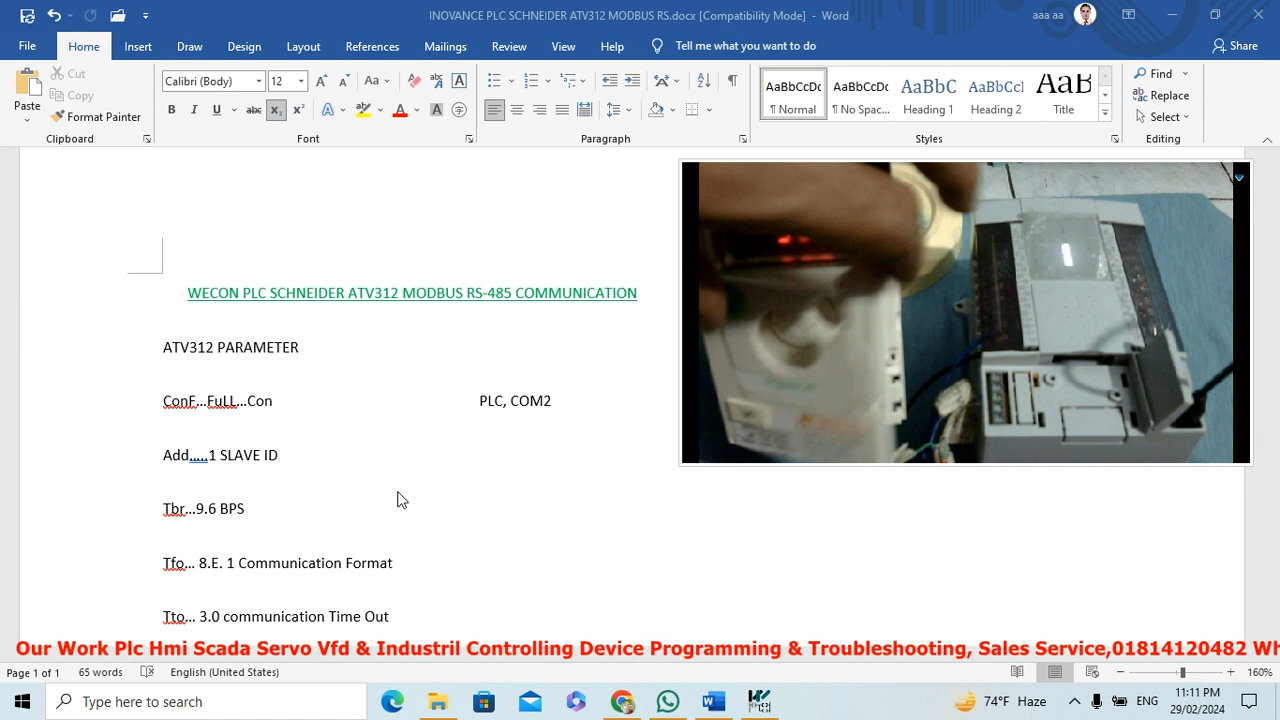 INOVANCE PLC SCHNEIDER ATV312 MODBUS RS.docx [Compatibility Mode] - Word
aaa aa
File Home Insert Draw Design Layout References Mailings Review View Help Tell me what you want to do Share
Paste
Cut
Copy
Format Painter
Calibri (Body) 12
AaBbCcDc AaBbCcDc AaBbC AaBbCcI AaB
¶ Normal ¶ No Spac... Heading 1 Heading 2 Title
Find
Replace
Select
Clipboard Font Paragraph Styles Editing
WECON PLC SCHNEIDER ATV312 MODBUS RS-485 COMMUNICATION
ATV312 PARAMETER
ConF...FuLL...Con PLC, COM2
Add.....1 SLAVE ID
Tbr...9.6 BPS
Tfo... 8.E. 1 Communication Format
Tto... 3.0 communication Time Out
Our Work Plc Hmi Scada Servo Vfd & Industril Controlling Device Programming & Troubleshooting, Sales Service,01814120482 Wh
Page 1 of 1 65 words English (United States) 160%
Type here to search
74°F Haze ENG
11:11 PM
29/02/2024